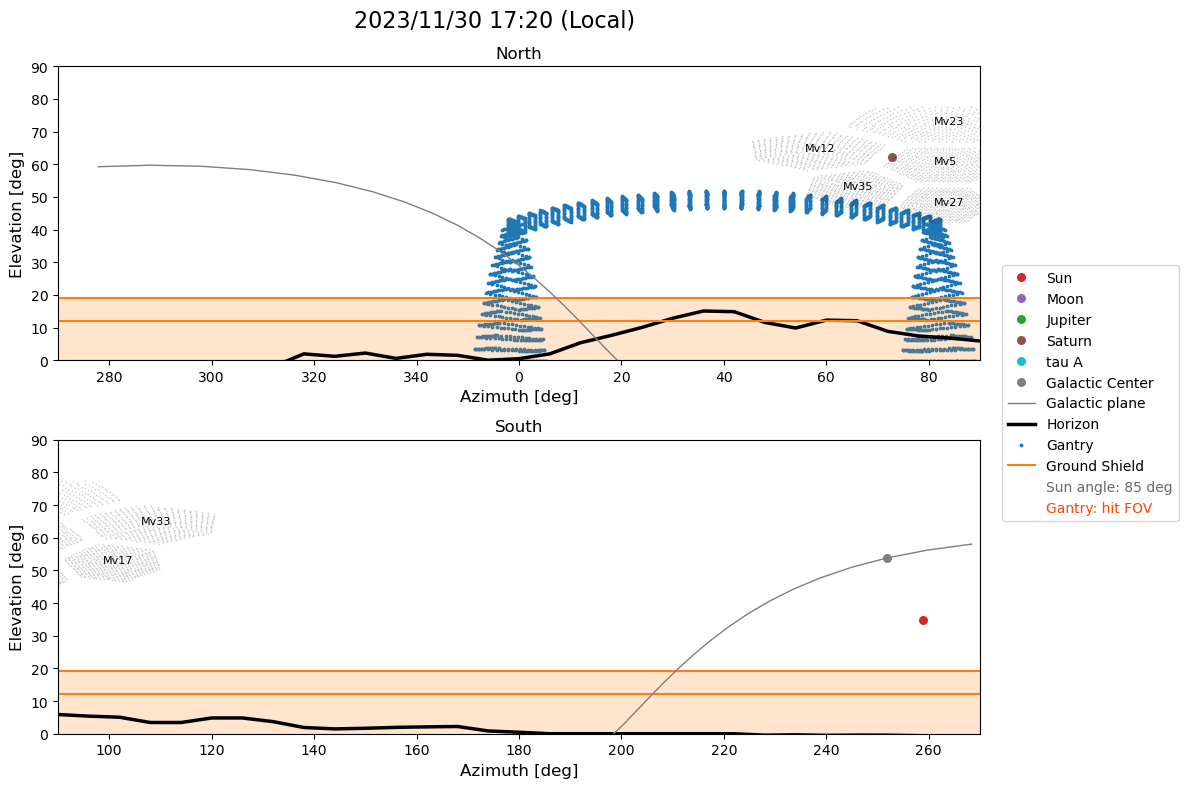 2023/11/30 17:20 (Local)
North
90
80
70
60
50
40
30
20
10
0
Elevation [deg]
Mv23
Mv12
Mv5
Mv35
Mv27
280 300 320 340 0 20 40 60 80
Azimuth [deg]
South
90
80
70
60
50
40
30
20
10
0
Elevation [deg]
Mv33
Mv17
100 120 140 160 180 200 220 240 260
Azimuth [deg]
Sun
Moon
Jupiter
Saturn
tau A
Galactic Center
Galactic plane
Horizon
Gantry
Ground Shield
Sun angle: 85 deg
Gantry: hit FOV